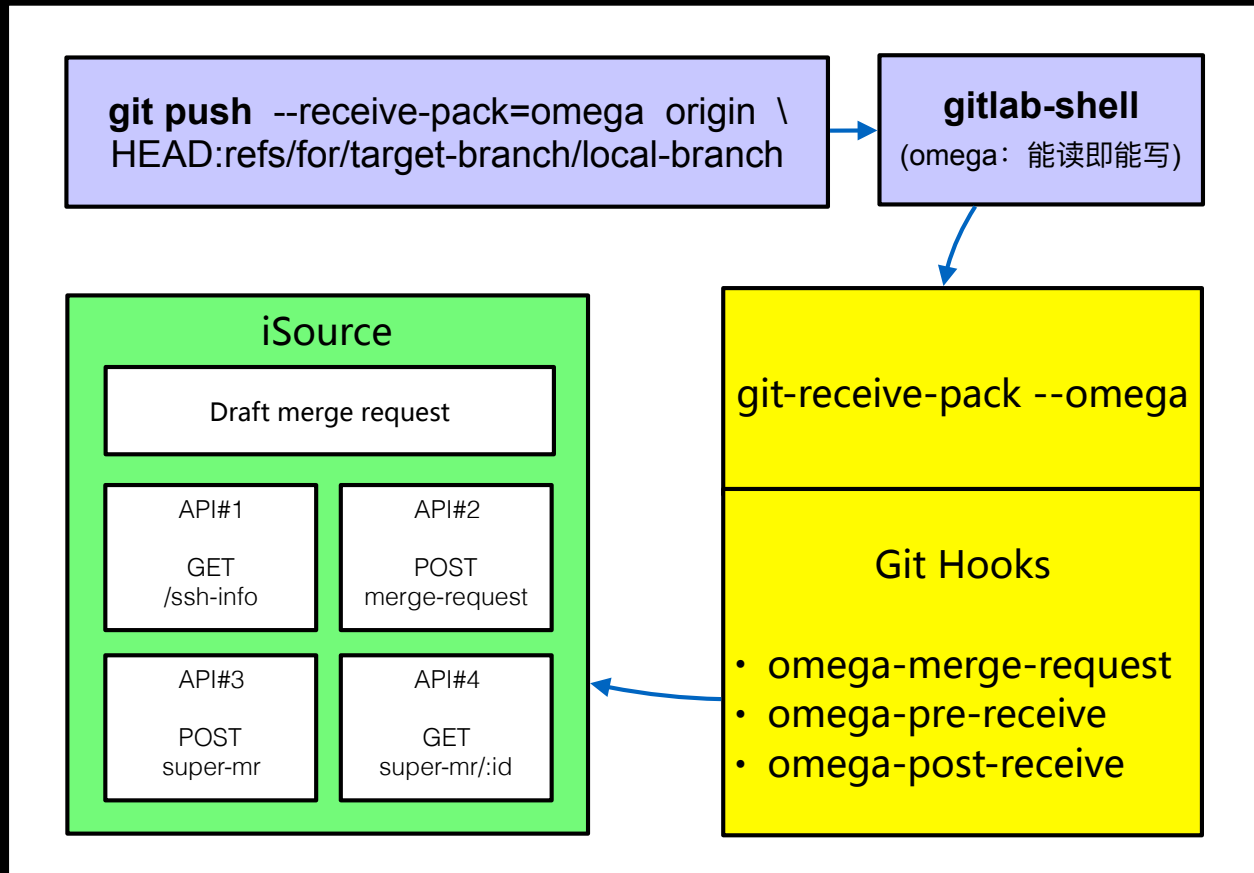 git push --receive-pack=omega origin \
HEAD:refs/for/target-branch/local-branch
gitlab-shell
(omega：能读即能写)
git-receive-pack --omega
Git Hooks
・ omega-merge-request
・ omega-pre-receive
・ omega-post-receive
iSource
Draft merge request
API#1
GET
/ssh-info
API#2
POST
merge-request
API#3
POST
super-mr
API#4
GET
super-mr/:id